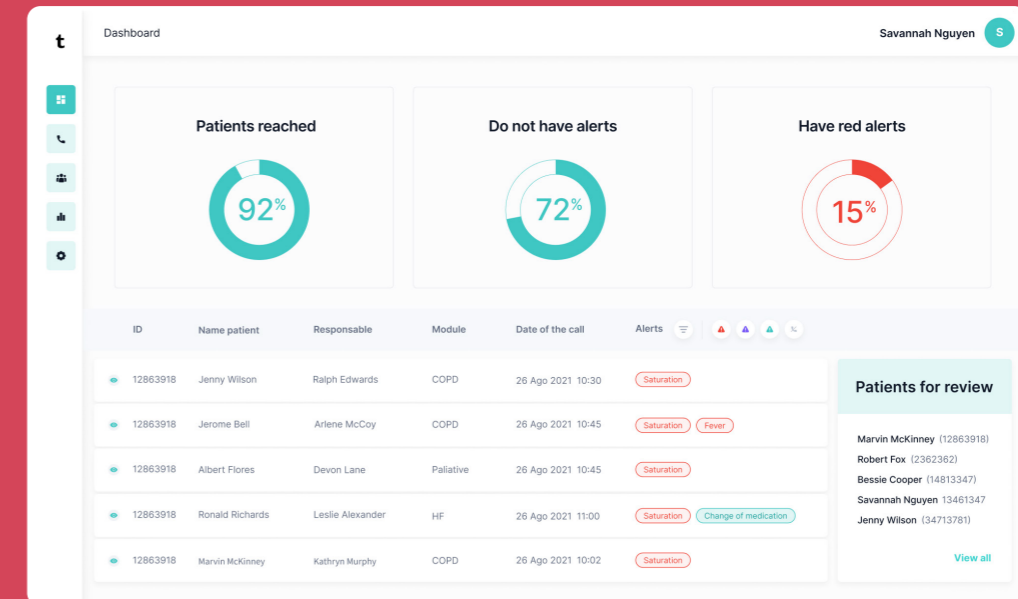 t
Dashboard
Savannah Nguyen
S
Patients reached
92%
Do not have alerts
72%
Have red alerts
15%
ID Name patient Responsable Module Date of the call Alerts
12863918 Jenny Wilson Ralph Edwards COPD 26 Ago 2021 10:30 Saturation
12863918 Jerome Bell Arlene McCoy COPD 26 Ago 2021 10:45 Saturation Fever
12863918 Albert Flores Devon Lane Paliative 26 Ago 2021 10:45 Saturation
12863918 Ronald Richards Leslie Alexander HF 26 Ago 2021 11:00 Saturation Change of medication
12863918 Marvin McKinney Kathryn Murphy COPD 26 Ago 2021 10:02 Saturation
Patients for review
Marvin McKinney (12863918)
Robert Fox (2362362)
Bessie Cooper (14813347)
Savannah Nguyen 13461347
Jenny Wilson (34713781)
View all